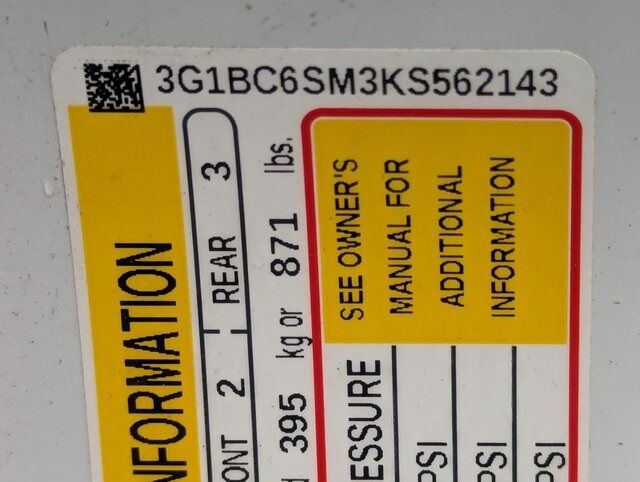 3G1BC6SM3KS562143
NFORMATION
ONT 2 REAR 3
395 kg or 871 lbs.
SEE OWNER'S
MANUAL FOR
ADDITIONAL
INFORMATION
ESSURE
PSI
PSI
PSI